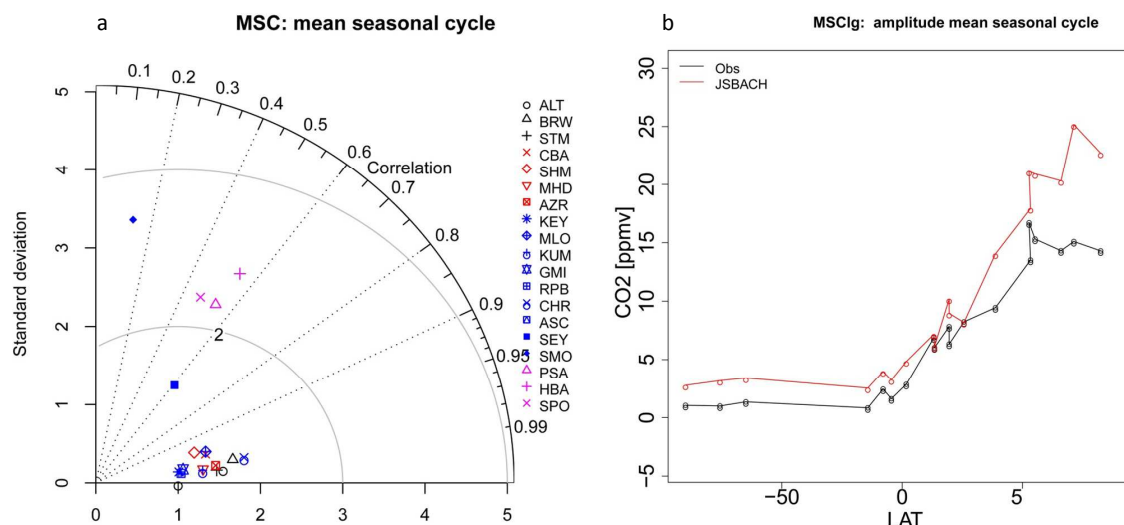 a
MSC: mean seasonal cycle
0.1
0.2
0.3
0.4
0.5
0.6
Correlation
0.7
0.8
0.9
0.95
0.99
5
4
3
2
1
0
Standard deviation
2
0 1 2 3 4 5
ALT
BRW
STM
CBA
SHM
MHD
AZR
KEY
MLO
KUM
GMI
RPB
CHR
ASC
SEY
SMO
PSA
HBA
SPO
b
MSClg: amplitude mean seasonal cycle
Obs
JSBACH
30
25
20
15
10
5
0
−5
CO2 [ppmv]
−50 0 5
LAT